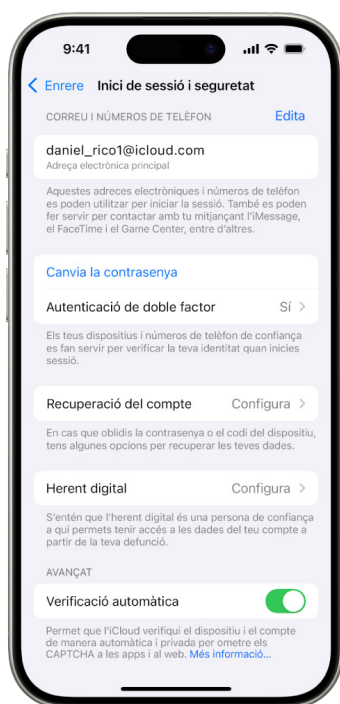 9:41
Enrere Inici de sessió i seguretat
CORREU I NÚMEROS DE TELÈFON Edita
daniel_rico1@icloud.com
Adreça electrònica principal
Aquestes adreces electròniques i números de telèfon
es poden utilitzar per iniciar la sessió. També es poden
fer servir per contactar amb tu mitjançant l'iMessage,
el FaceTime i el Game Center, entre d'altres.
Canvia la contrasenya
Autenticació de doble factor Sí
Els teus dispositius i números de telèfon de confiança
es fan servir per verificar la teva identitat quan inicies
sessió.
Recuperació del compte Configura
En cas que oblidis la contrasenya o el codi del dispositiu,
tens algunes opcions per recuperar les teves dades.
Herent digital Configura
S'entén que l'herent digital és una persona de confiança
a qui permets tenir accés a les dades del teu compte a
partir de la teva defunció.
AVANÇAT
Verificació automàtica
Permet que l'iCloud verifiqui el dispositiu i el compte
de manera automàtica i privada per ometre els
CAPTCHA a les apps i al web. Més informació...